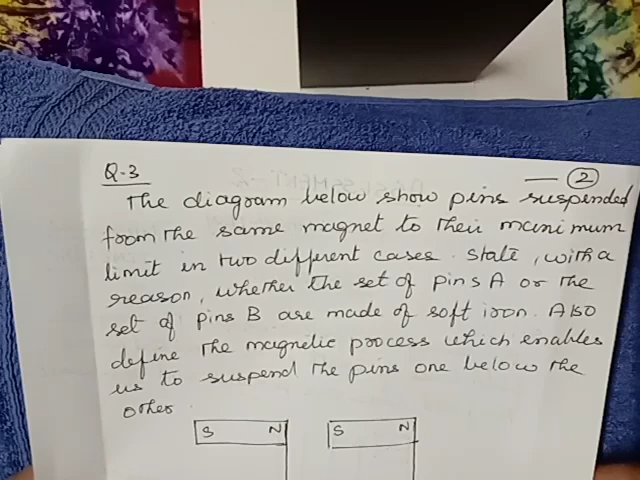 Q.3 — 2
The diagram below show pins suspended
from the same magnet to their maximum
limit in two different cases. State, with a
reason, whether the set of pins A or the
set of pins B are made of soft iron. Also
define the magnetic process which enables
us to suspend the pins one below the
other
S N S N